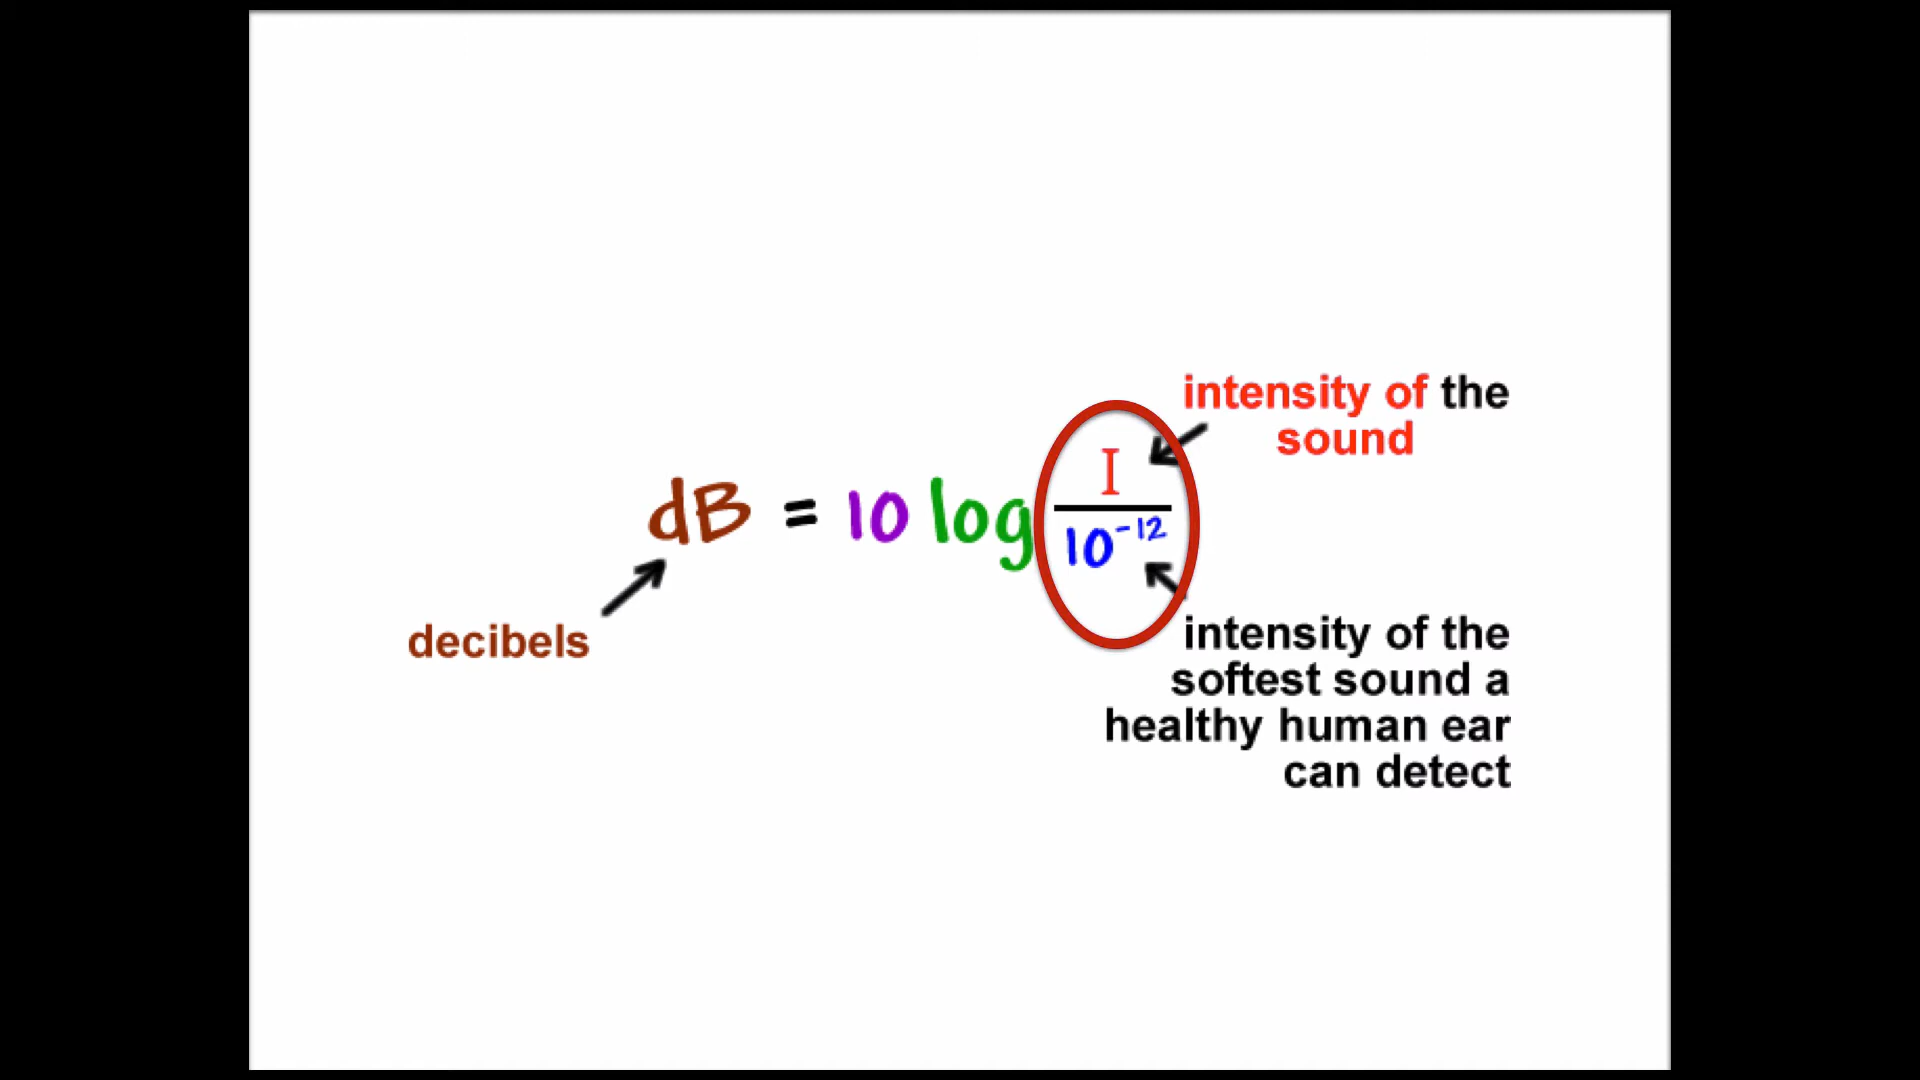 intensity of the
sound
dB = 10 log I/10⁻¹²
decibels
intensity of the
softest sound a
healthy human ear
can detect